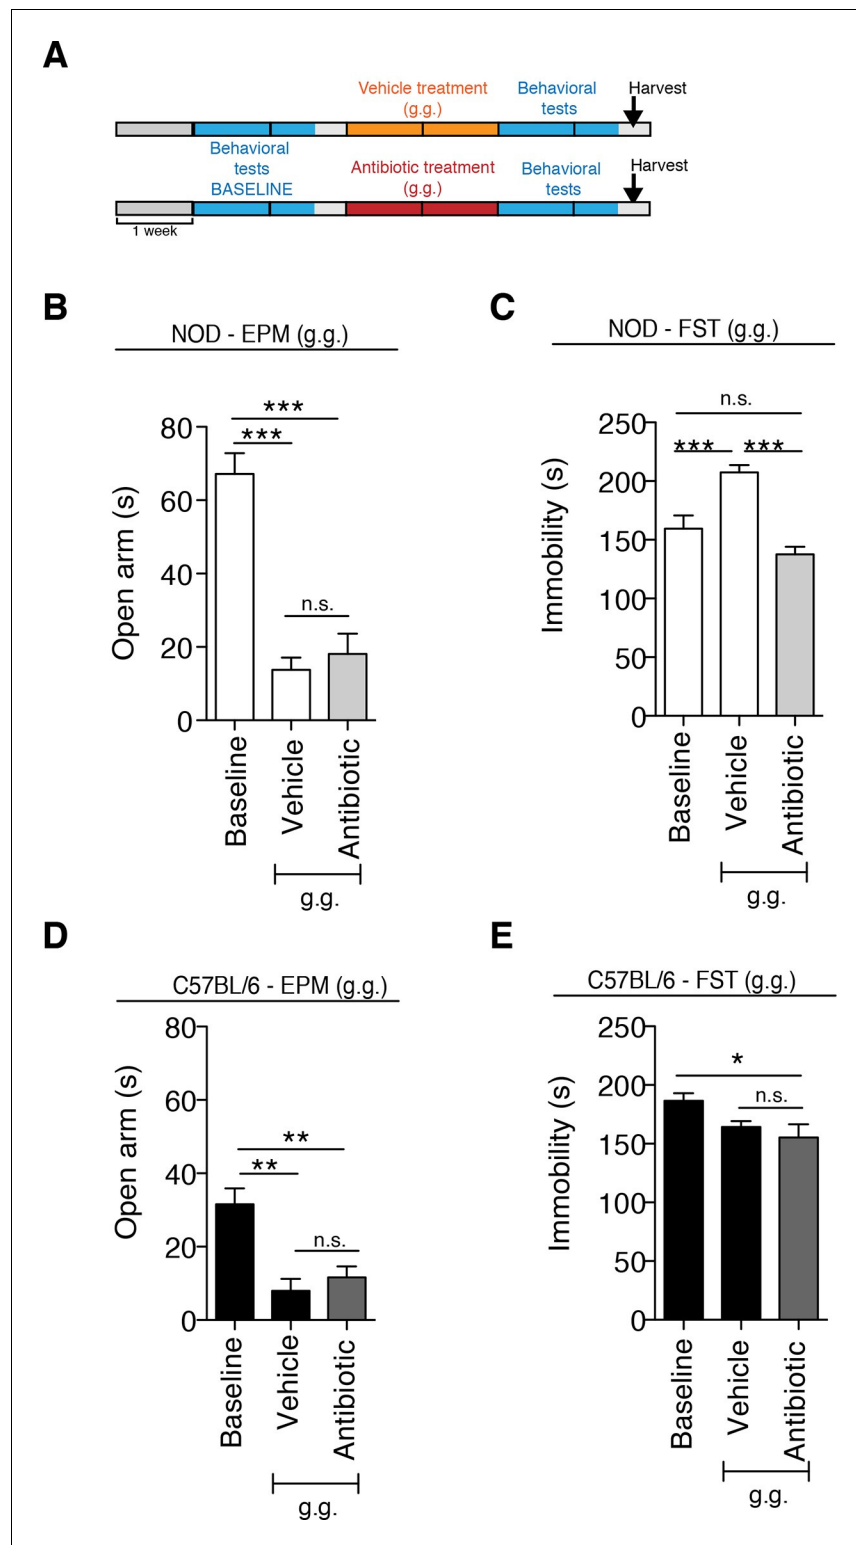 A
Vehicle treatment
(g.g.)
Behavioral
tests
Harvest
Behavioral
tests
BASELINE
Antibiotic treatment
(g.g.)
Behavioral
tests
Harvest
1 week
B
NOD - EPM (g.g.)
Open arm (s)
80
60
40
20
0
***
***
n.s.
Baseline
Vehicle
Antibiotic
g.g.
C
NOD - FST (g.g.)
Immobility (s)
250
200
150
100
50
0
n.s.
***
***
Baseline
Vehicle
Antibiotic
g.g.
D
C57BL/6 - EPM (g.g.)
Open arm (s)
80
60
40
20
0
**
**
n.s.
Baseline
Vehicle
Antibiotic
g.g.
E
C57BL/6 - FST (g.g.)
Immobility (s)
250
200
150
100
50
0
*
n.s.
Baseline
Vehicle
Antibiotic
g.g.